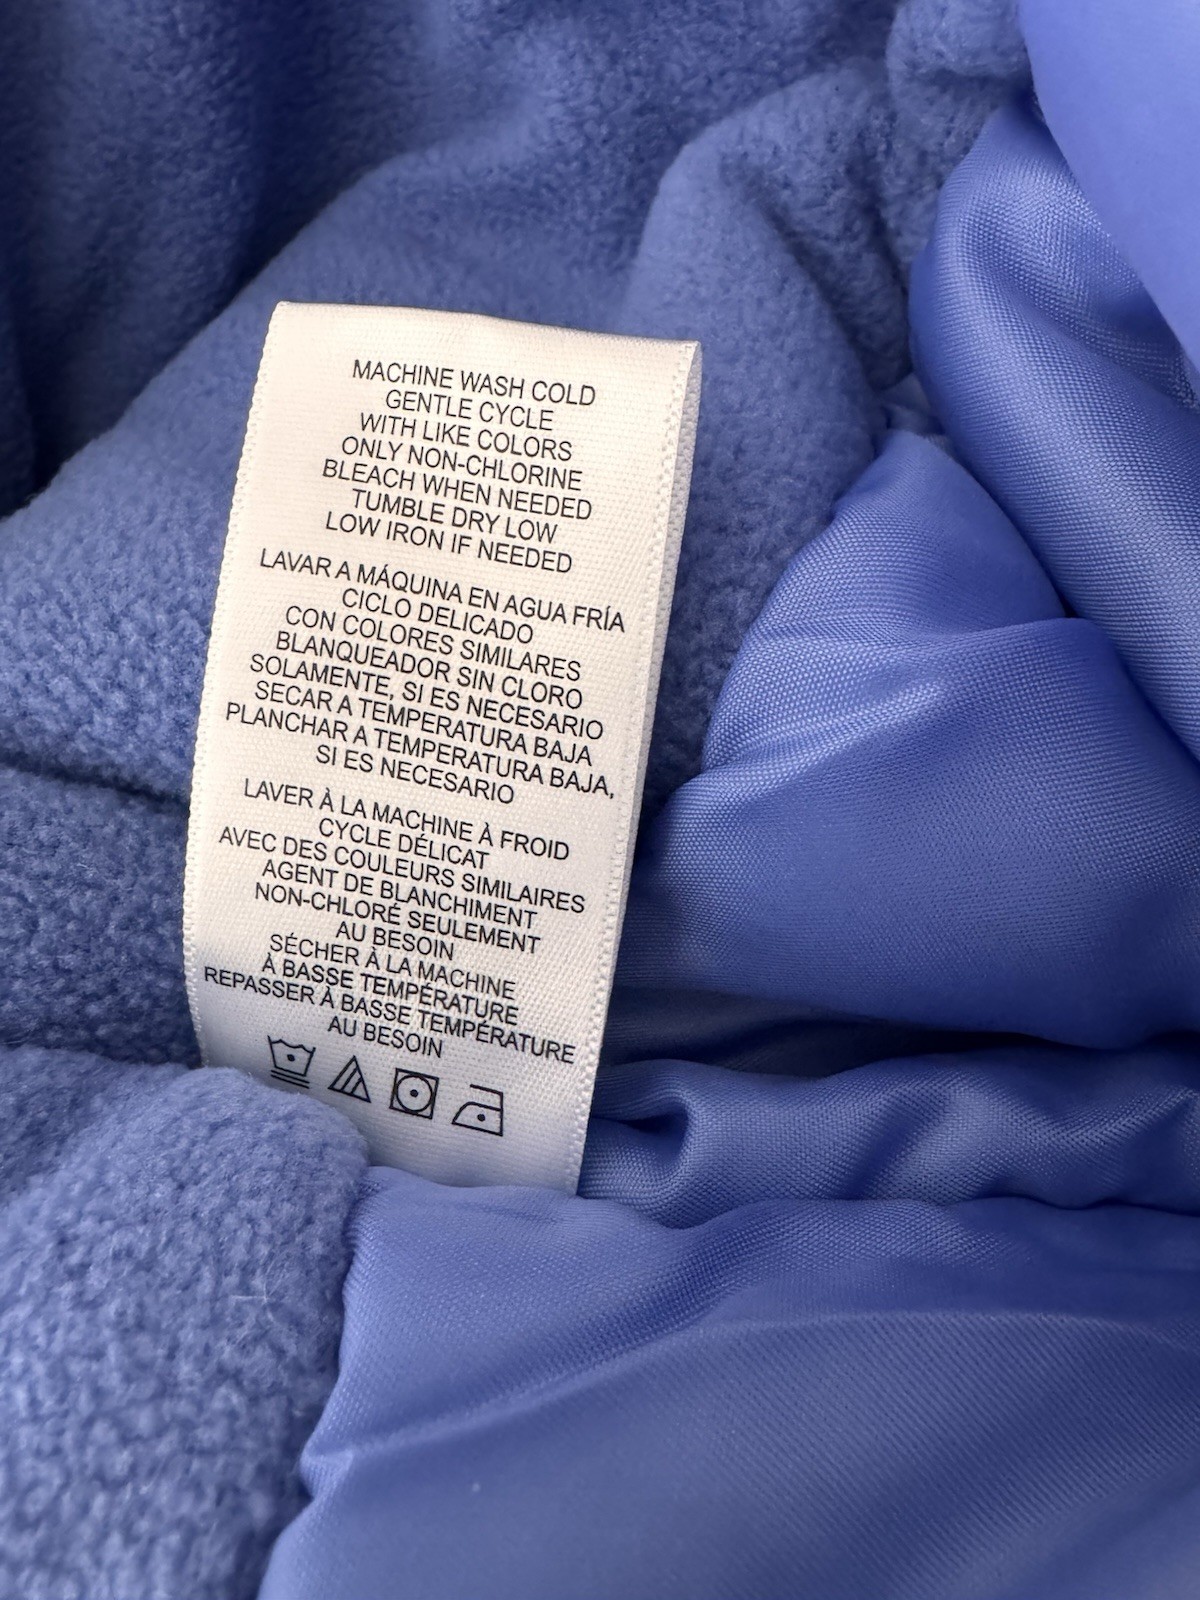 MACHINE WASH COLD
GENTLE CYCLE
WITH LIKE COLORS
ONLY NON-CHLORINE
BLEACH WHEN NEEDED
TUMBLE DRY LOW
LOW IRON IF NEEDED
LAVAR A MÁQUINA EN AGUA FRÍA
CICLO DELICADO
CON COLORES SIMILARES
BLANQUEADOR SIN CLORO
SOLAMENTE, SI ES NECESARIO
SECAR A TEMPERATURA BAJA
PLANCHAR A TEMPERATURA BAJA,
SI ES NECESARIO
LAVER À LA MACHINE À FROID
CYCLE DÉLICAT
AVEC DES COULEURS SIMILAIRES
AGENT DE BLANCHIMENT
NON-CHLORÉ SEULEMENT
AU BESOIN
SÉCHER À LA MACHINE
À BASSE TEMPÉRATURE
REPASSER À BASSE TEMPÉRATURE
AU BESOIN